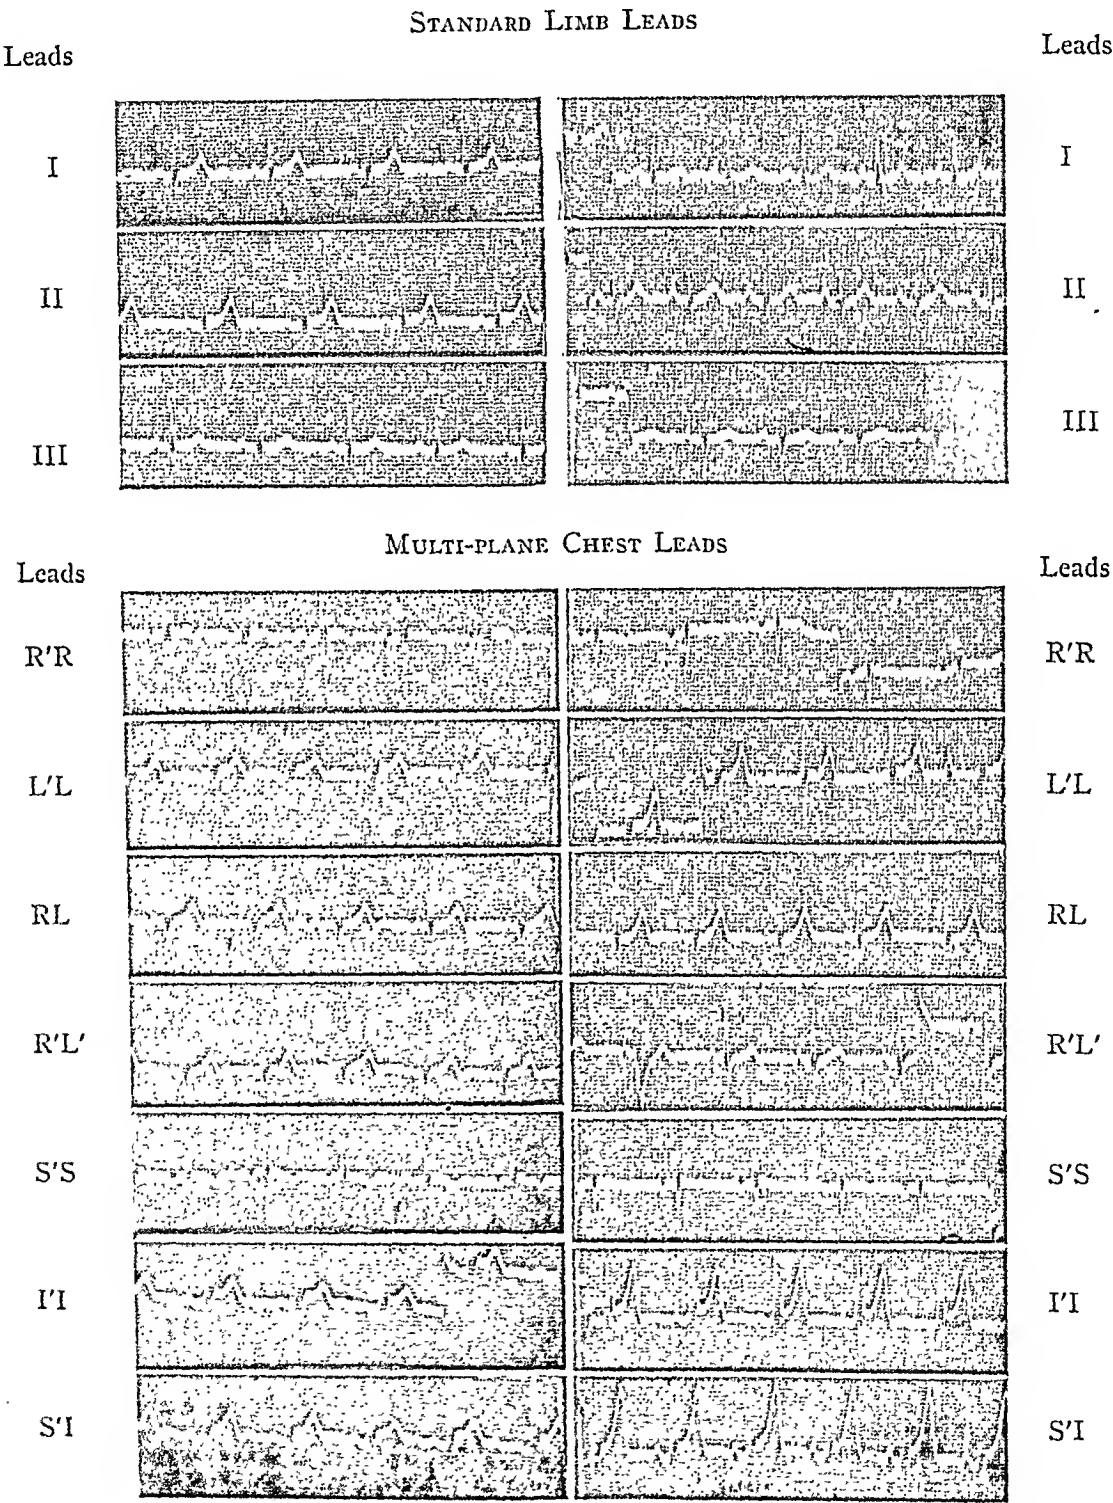 STANDARD LIMB LEADS
Leads Leads
I I
II II
III III
MULTI-PLANE CHEST LEADS
Leads Leads
R'R R'R
L'L L'L
RL RL
R'L' R'L'
S'S S'S
I'I I'I
S'I S'I